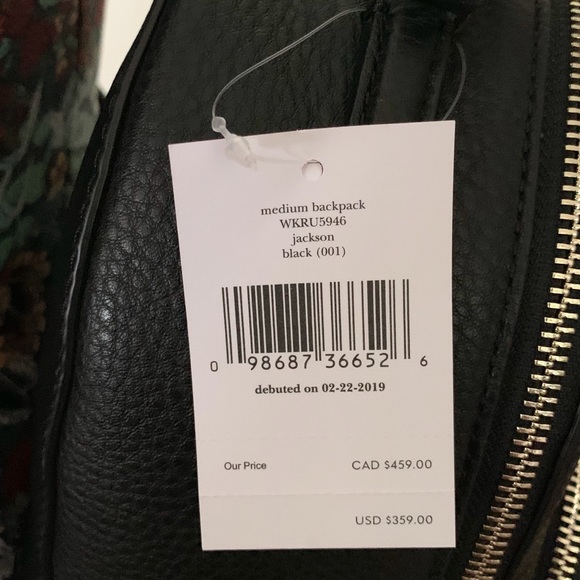 medium backpack
WKRU5946
jackson
black (001)
0 98687 36652 6
debuted on 02-22-2019
Our Price CAD $459.00
USD $359.00